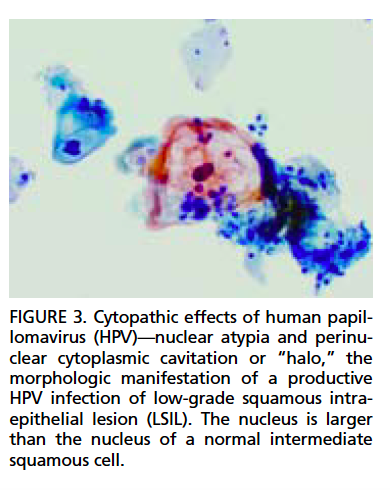 FIGURE 3. Cytopathic effects of human papil-
lomavirus (HPV)—nuclear atypia and perinu-
clear cytoplasmic cavitation or “halo,” the
morphologic manifestation of a productive
HPV infection of low-grade squamous intra-
epithelial lesion (LSIL). The nucleus is larger
than the nucleus of a normal intermediate
squamous cell.